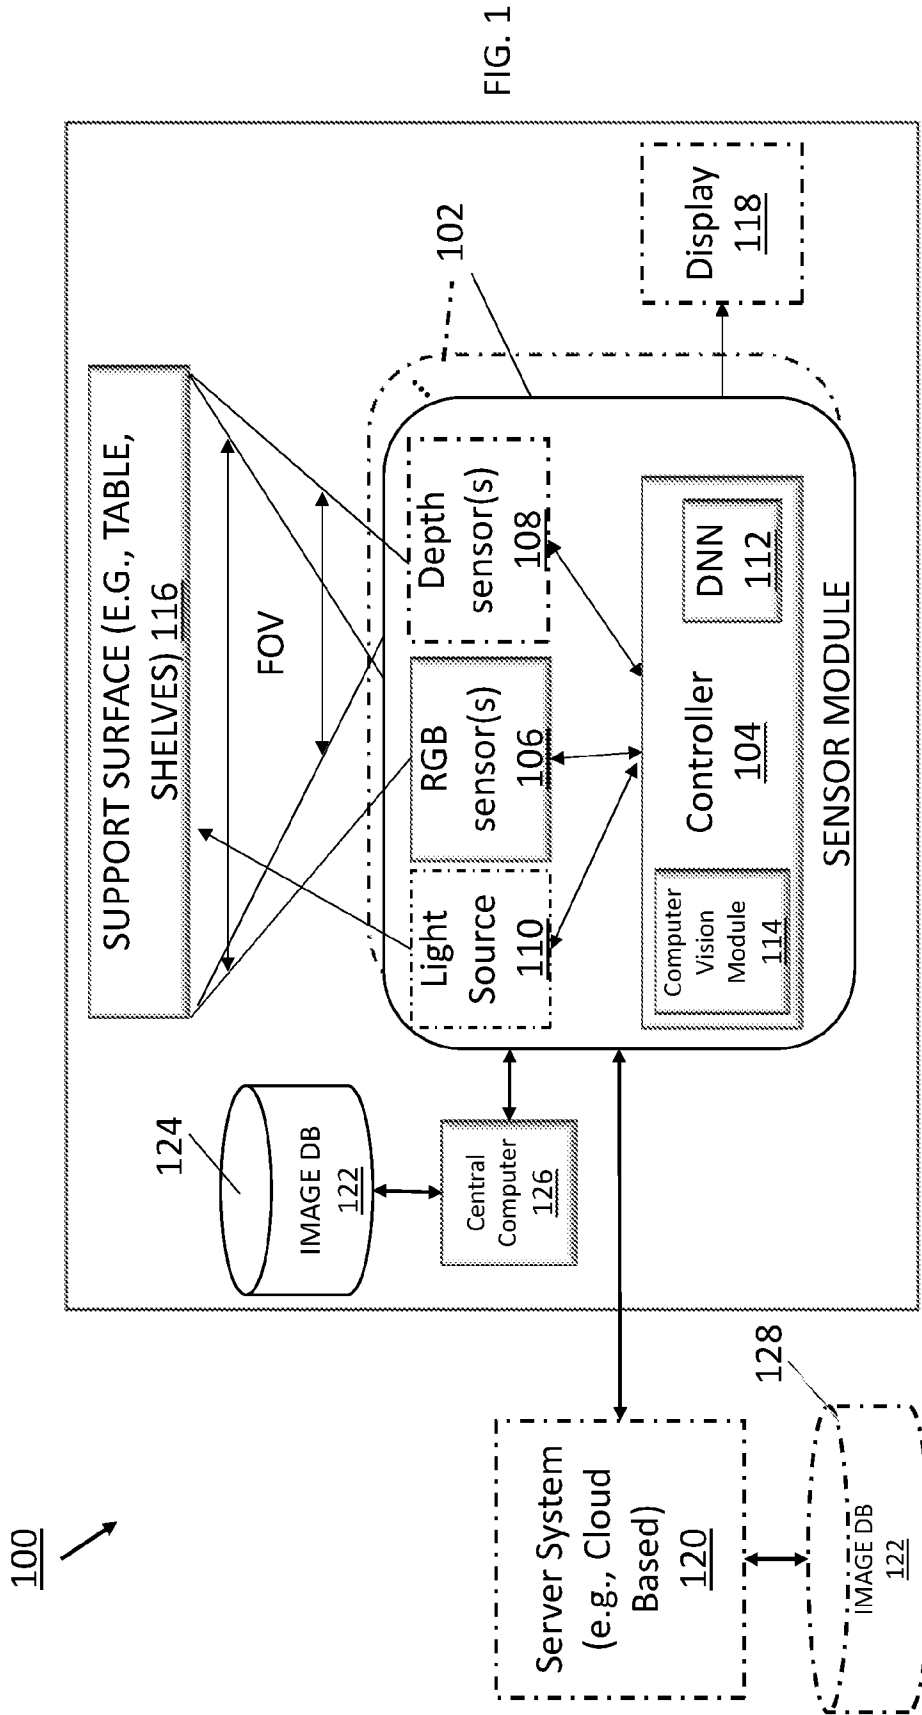 FIG. 1
100
SUPPORT SURFACE (E.G., TABLE,
SHELVES) 116
FOV
124
IMAGE DB
122
Central
Computer
126
102
Light
Source
110
RGB
sensor(s)
106
Depth
sensor(s)
108
Computer
Vision
Module
114
Controller
104
DNN
112
SENSOR MODULE
Display
118
Server System
(e.g., Cloud
Based)
120
128
IMAGE DB
122